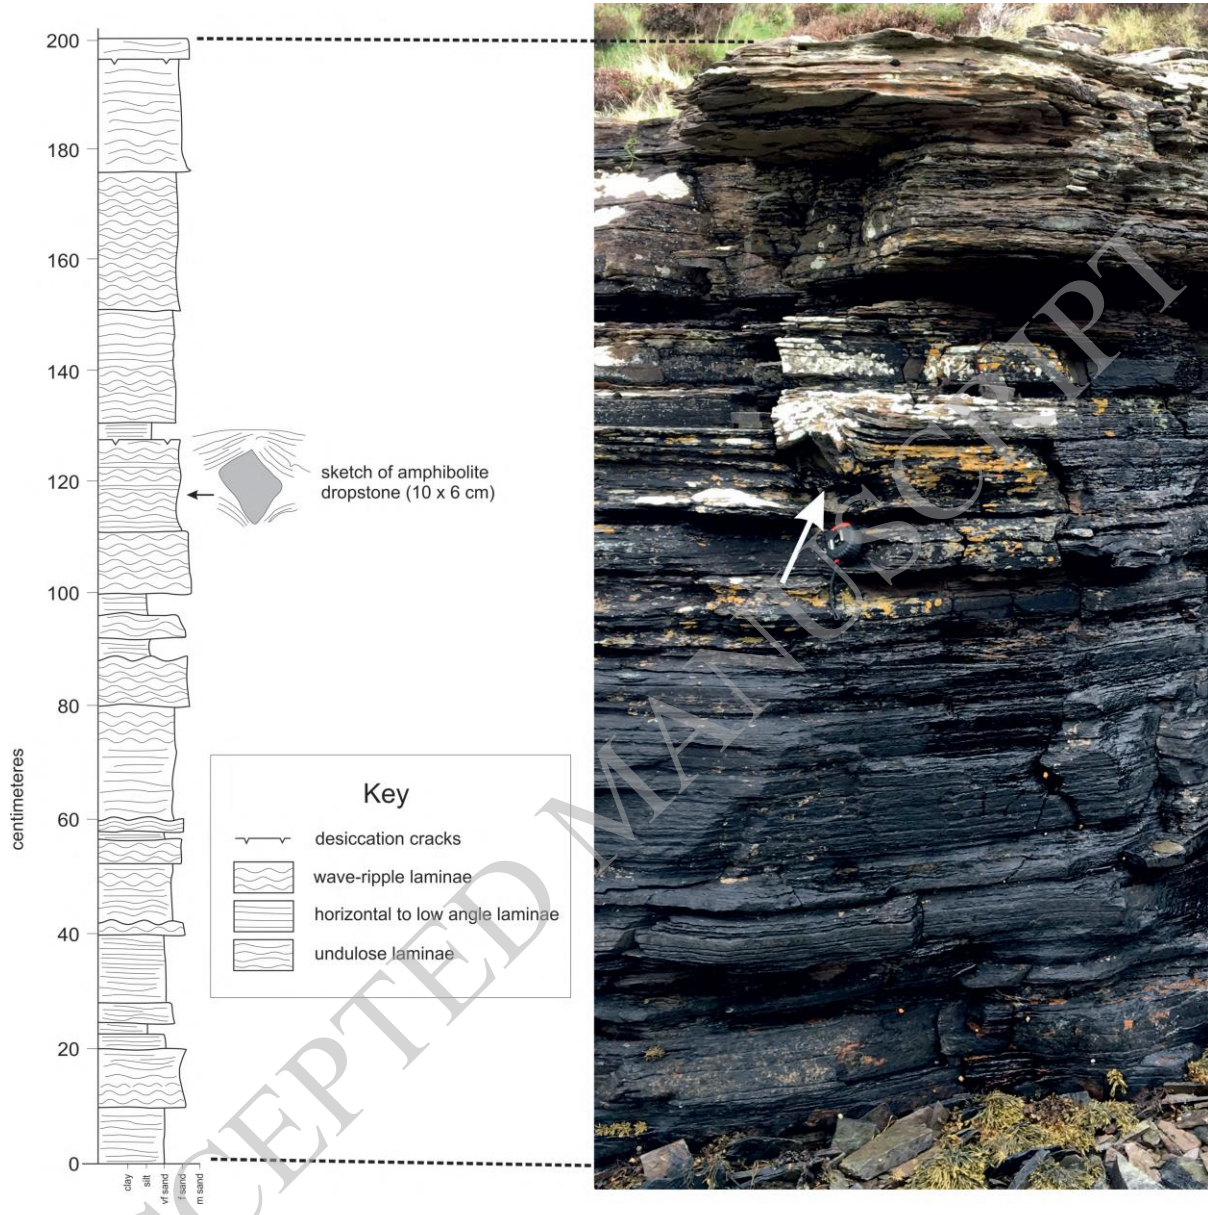 200
180
160
140
120
100
80
60
40
20
0
centimeteres
clay
silt
vf sand
f sand
m sand
sketch of amphibolite
dropstone (10 x 6 cm)
Key
desiccation cracks
wave-ripple laminae
horizontal to low angle laminae
undulose laminae
CEPTED MANUSCRIPT